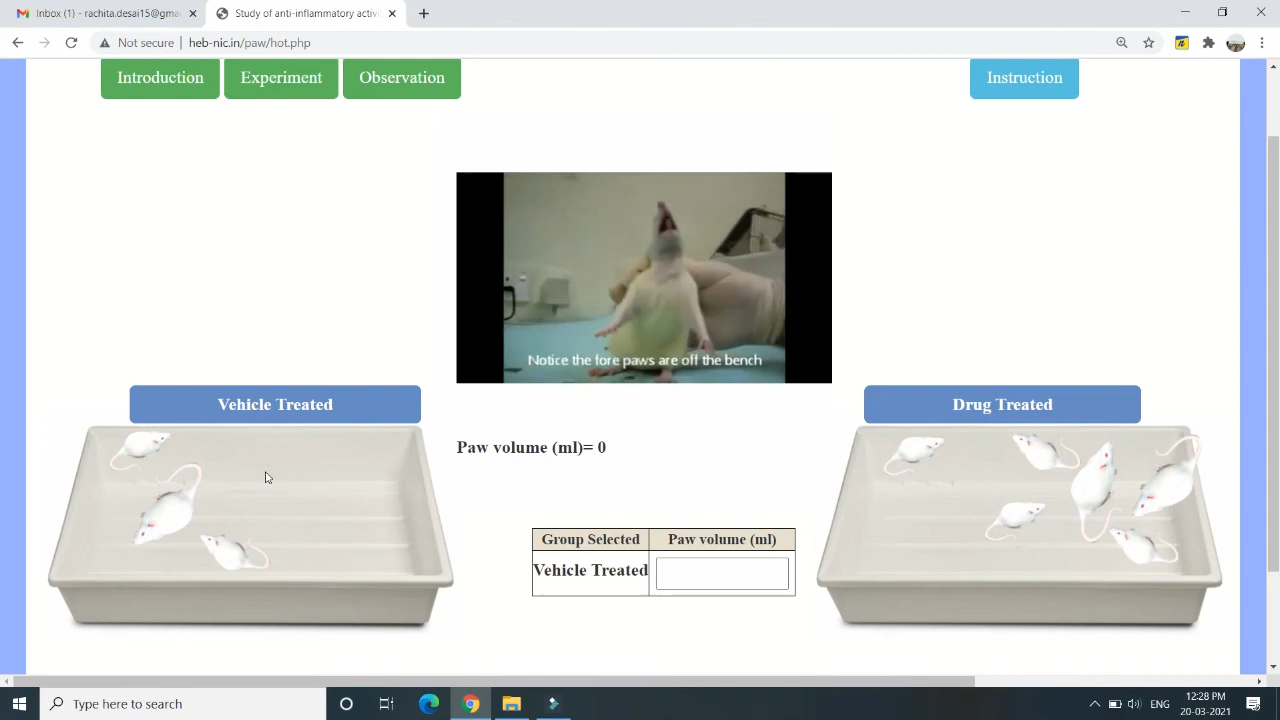 Inbox (1) - rachita.desai15@gma
Study of anti-inflammatory activ
Not secure | heb-nic.in/paw/hot.php
Introduction
Experiment
Observation
Instruction
Notice the fore paws are off the bench
Vehicle Treated
Drug Treated
Paw volume (ml)= 0
Group Selected
Paw volume (ml)
Vehicle Treated
Type here to search
ENG
12:28 PM
20-03-2021